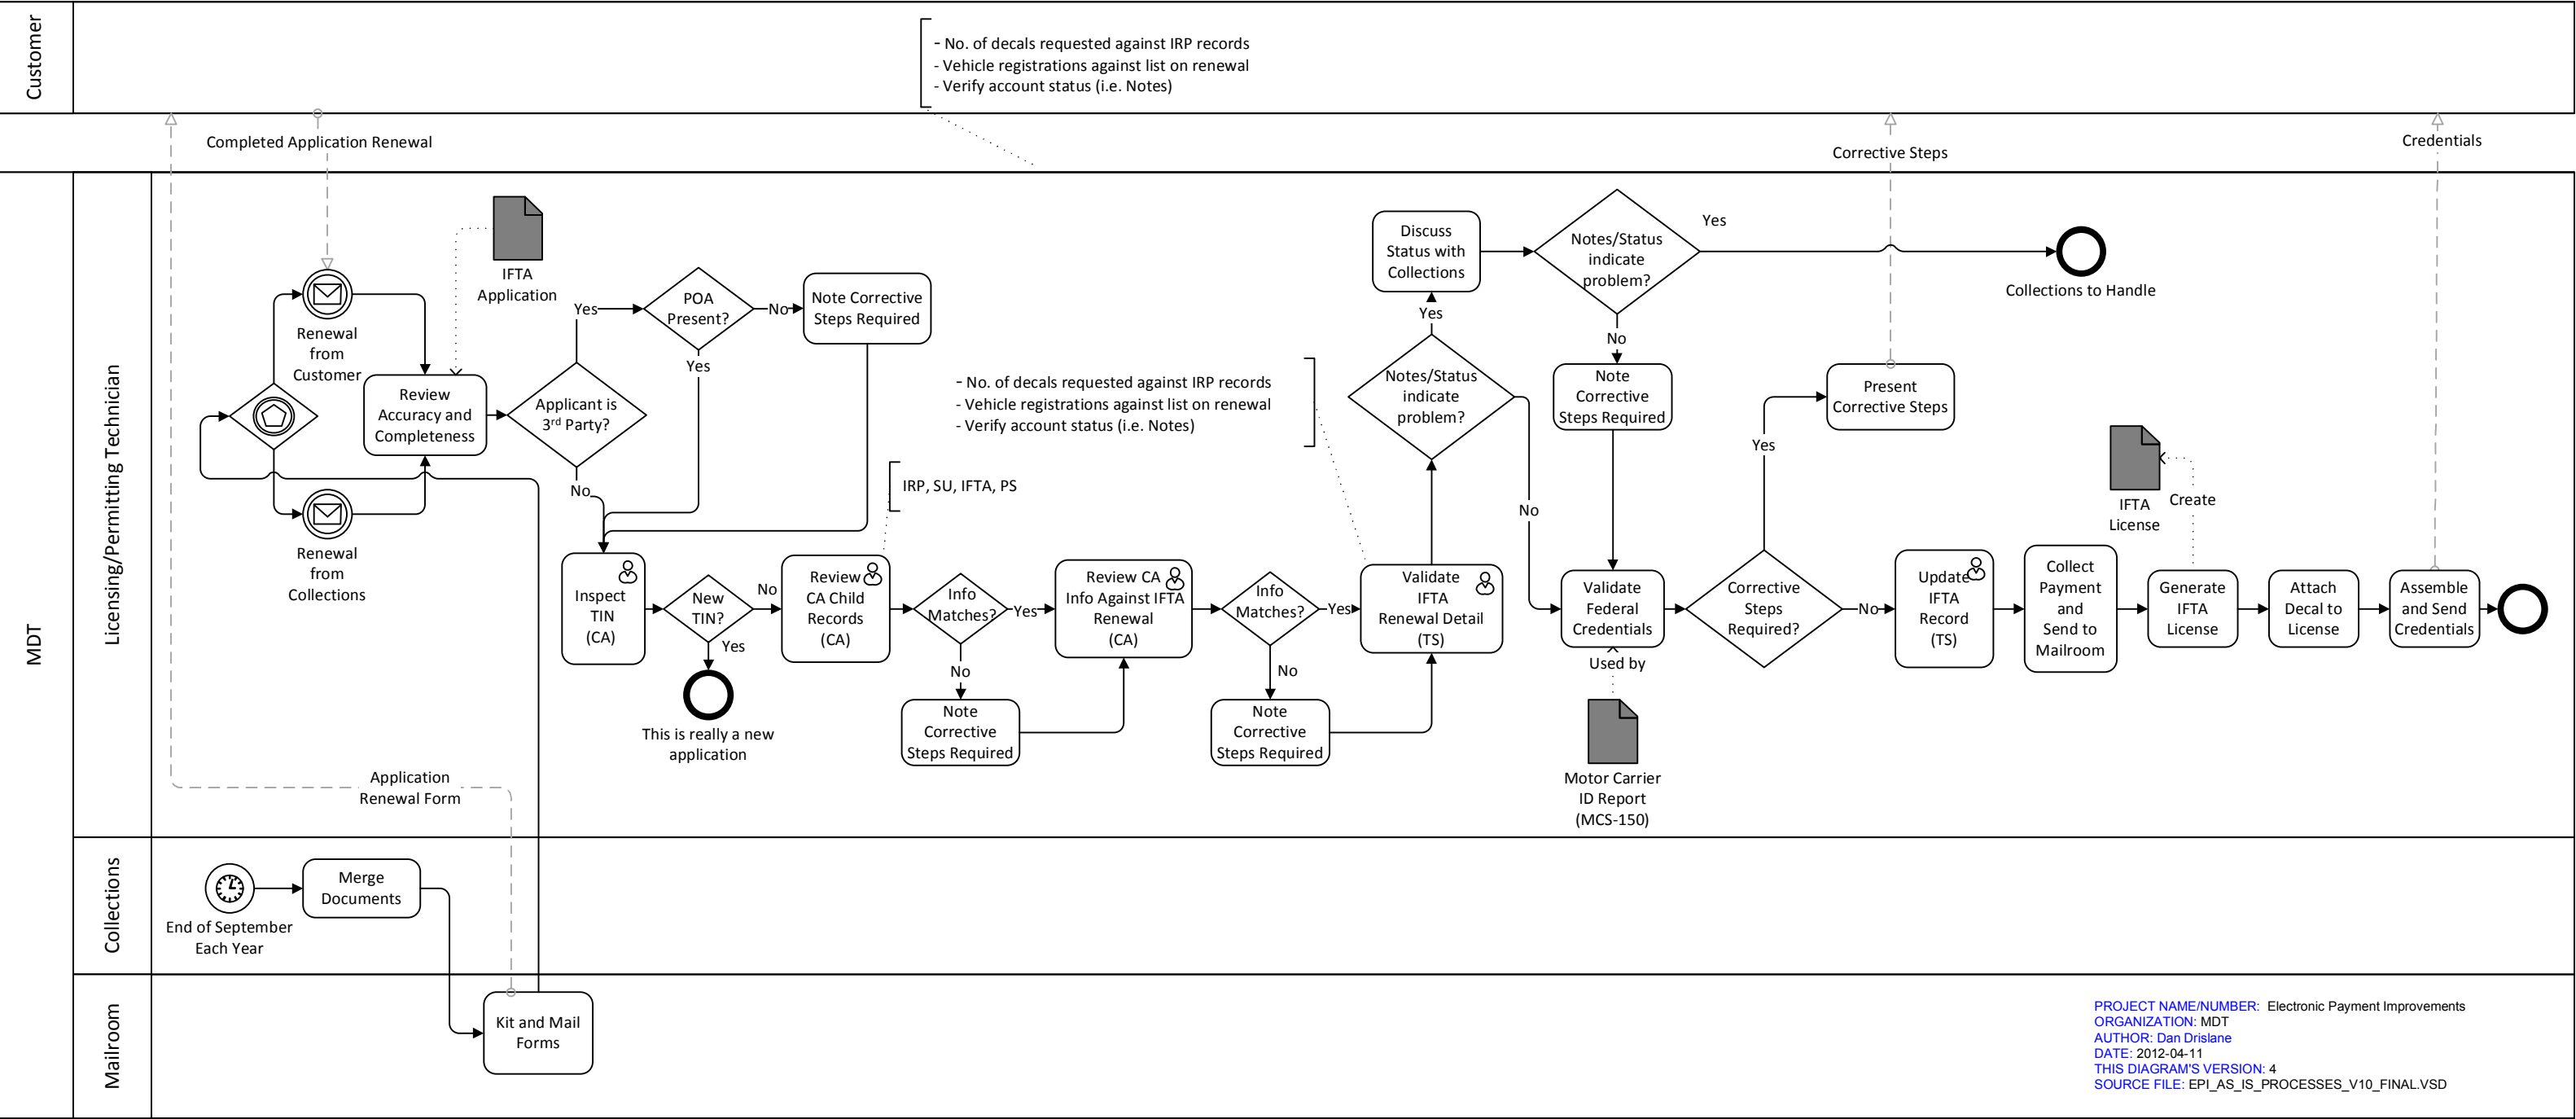 Customer
- No. of decals requested against IRP records
- Vehicle registrations against list on renewal
- Verify account status (i.e. Notes)
Completed Application Renewal
Corrective Steps
Credentials
MDT
Licensing/Permitting Technician
Renewal
from
Customer
Renewal
from
Collections
IFTA
Application
Review
Accuracy and
Completeness
Applicant is
3rd Party?
Yes
No
POA
Present?
No
Yes
Note Corrective
Steps Required
Inspect
TIN
(CA)
New
TIN?
No
Yes
This is really a new
application
IRP, SU, IFTA, PS
Review
CA Child
Records
(CA)
Info
Matches?
Yes
No
Note
Corrective
Steps Required
Review CA
Info Against IFTA
Renewal
(CA)
Info
Matches?
Yes
No
Note
Corrective
Steps Required
- No. of decals requested against IRP records
- Vehicle registrations against list on renewal
- Verify account status (i.e. Notes)
Validate
IFTA
Renewal Detail
(TS)
Notes/Status
indicate
problem?
Yes
No
Discuss
Status with
Collections
Notes/Status
indicate
problem?
Yes
No
Collections to Handle
Note
Corrective
Steps Required
Validate
Federal
Credentials
Used by
Motor Carrier
ID Report
(MCS-150)
Corrective
Steps
Required?
Yes
No
Present
Corrective Steps
Update
IFTA
Record
(TS)
Collect
Payment
and
Send to
Mailroom
Generate
IFTA
License
IFTA
License
Create
Attach
Decal to
License
Assemble
and Send
Credentials
Application
Renewal Form
Collections
End of September
Each Year
Merge
Documents
Mailroom
Kit and Mail
Forms
PROJECT NAME/NUMBER: Electronic Payment Improvements
ORGANIZATION: MDT
AUTHOR: Dan Drislane
DATE: 2012-04-11
THIS DIAGRAM'S VERSION: 4
SOURCE FILE: EPI_AS_IS_PROCESSES_V10_FINAL.VSD